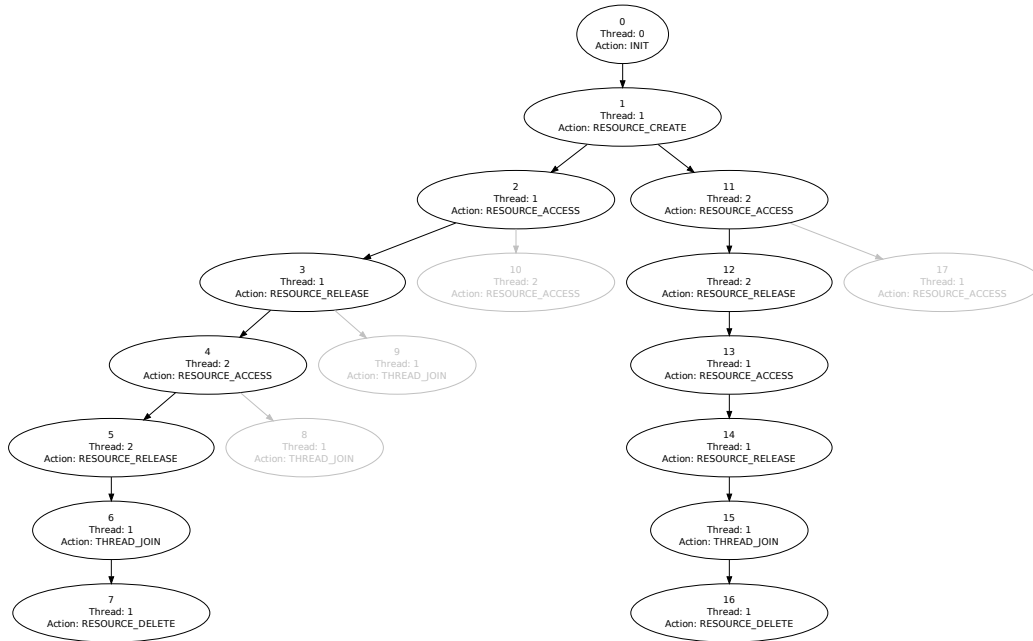 0
Thread: 0
Action: INIT
1
Thread: 1
Action: RESOURCE_CREATE
2
Thread: 1
Action: RESOURCE_ACCESS
11
Thread: 2
Action: RESOURCE_ACCESS
3
Thread: 1
Action: RESOURCE_RELEASE
10
Thread: 2
Action: RESOURCE_ACCESS
12
Thread: 2
Action: RESOURCE_RELEASE
17
Thread: 1
Action: RESOURCE_ACCESS
4
Thread: 2
Action: RESOURCE_ACCESS
9
Thread: 1
Action: THREAD_JOIN
13
Thread: 1
Action: RESOURCE_ACCESS
5
Thread: 2
Action: RESOURCE_RELEASE
8
Thread: 1
Action: THREAD_JOIN
14
Thread: 1
Action: RESOURCE_RELEASE
6
Thread: 1
Action: THREAD_JOIN
15
Thread: 1
Action: THREAD_JOIN
7
Thread: 1
Action: RESOURCE_DELETE
16
Thread: 1
Action: RESOURCE_DELETE